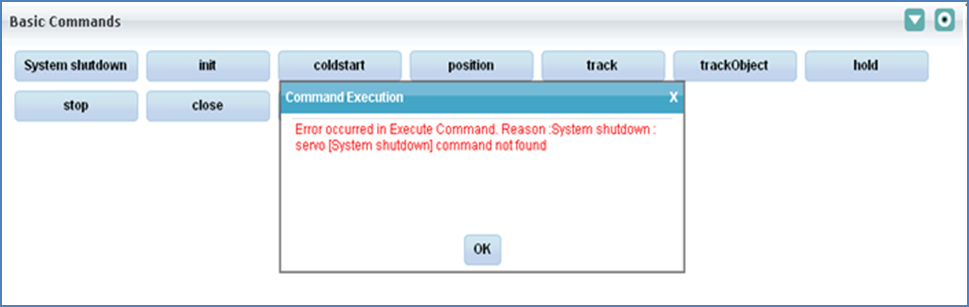 Basic Commands
System shutdown init coldstart position track trackObject hold
stop close
Command Execution X
Error occurred in Execute Command. Reason :System shutdown :
servo [System shutdown] command not found
OK